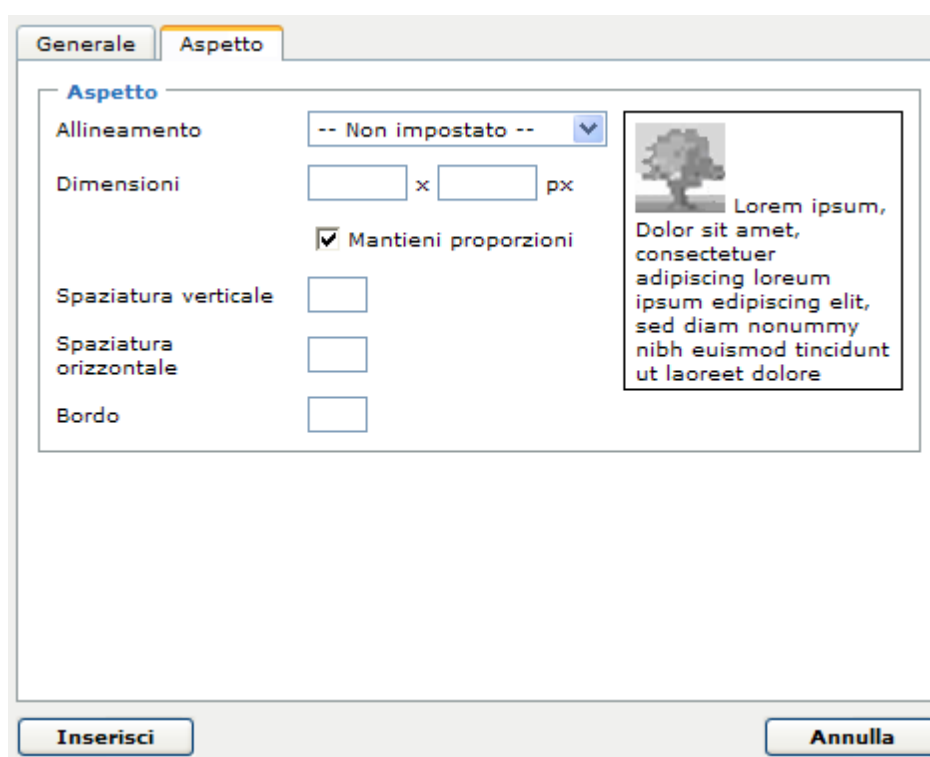 Generale Aspetto
Aspetto
Allineamento -- Non impostato --
Dimensioni x px
Mantieni proporzioni
Spaziatura verticale
Spaziatura
orizzontale
Bordo
Lorem ipsum,
Dolor sit amet,
consectetuer
adipiscing loreum
ipsum edipiscing elit,
sed diam nonummy
nibh euismod tincidunt
ut laoreet dolore
Inserisci Annulla